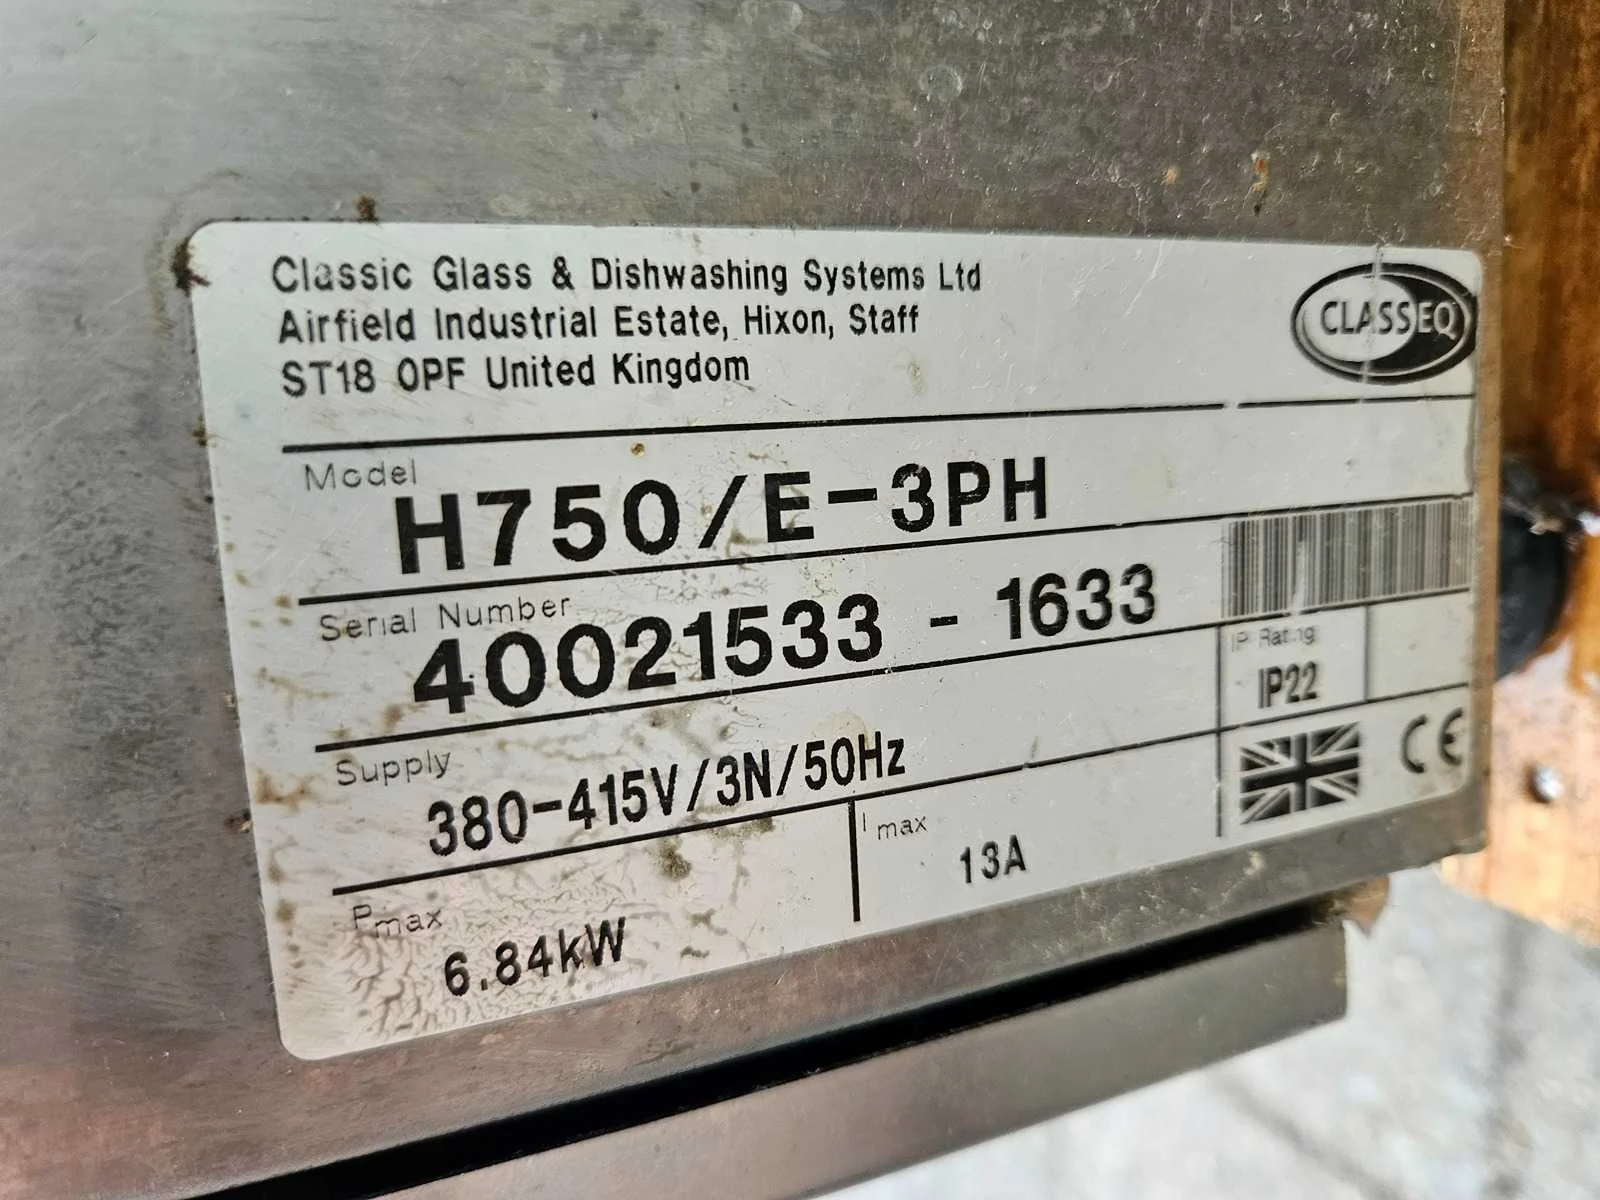 Classic Glass & Dishwashing Systems Ltd
Airfield Industrial Estate, Hixon, Staff
ST18 0PF United Kingdom
CLASSEQ
Model
H750/E-3PH
Serial Number
40021533 - 1633
IP Rating
IP22
Supply
380-415V/3N/50Hz
CE
Pmax
6.84kW
I max
13A